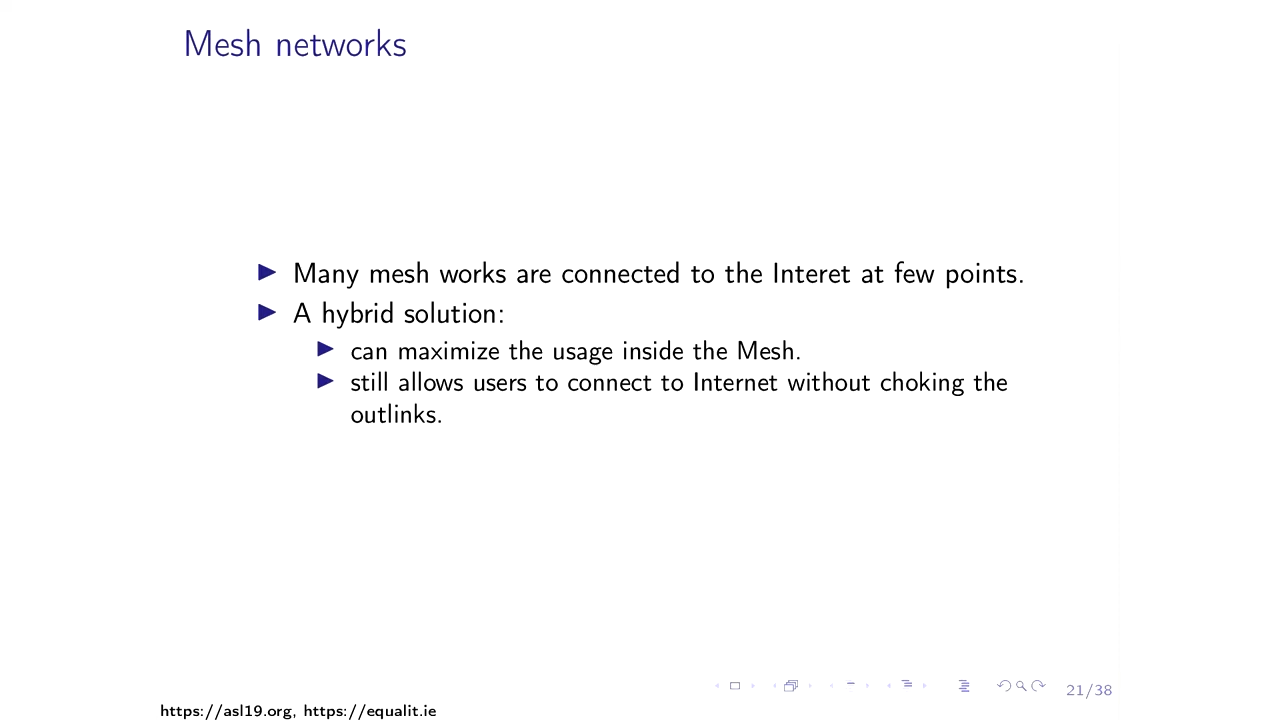 Mesh networks
Many mesh works are connected to the Interet at few points.
A hybrid solution:
can maximize the usage inside the Mesh.
still allows users to connect to Internet without choking the
outlinks.
21/38
https://asl19.org, https://equalit.ie